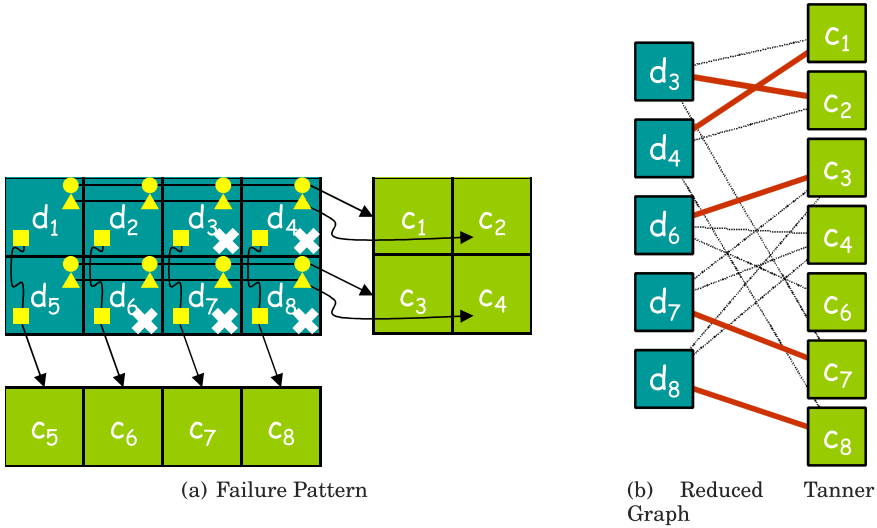 d1 d2 d3 d4
d5 d6 d7 d8
c1 c2
c3 c4
c5 c6 c7 c8
(a) Failure Pattern
d3
d4
d6
d7
d8
c1
c2
c3
c4
c6
c7
c8
(b) Reduced Tanner
Graph